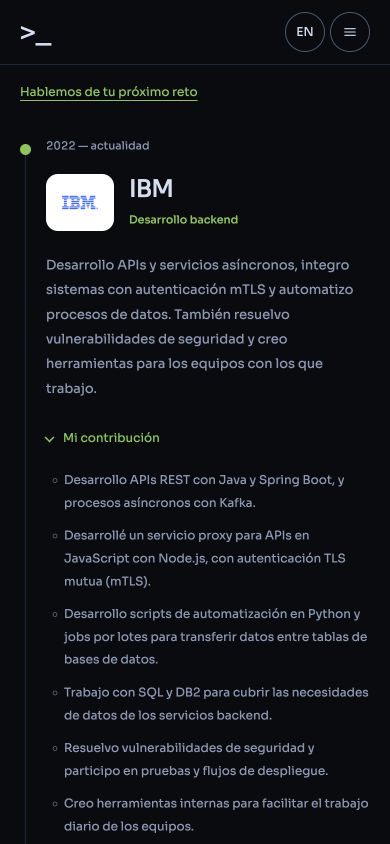 >_
EN
Hablemos de tu próximo reto
2022 — actualidad
IBM
IBM
Desarrollo backend
Desarrollo APIs y servicios asíncronos, integro
sistemas con autenticación mTLS y automatizo
procesos de datos. También resuelvo
vulnerabilidades de seguridad y creo
herramientas para los equipos con los que
trabajo.
Mi contribución
Desarrollo APIs REST con Java y Spring Boot, y
procesos asíncronos con Kafka.
Desarrollé un servicio proxy para APIs en
JavaScript con Node.js, con autenticación TLS
mutua (mTLS).
Desarrollo scripts de automatización en Python y
jobs por lotes para transferir datos entre tablas de
bases de datos.
Trabajo con SQL y DB2 para cubrir las necesidades
de datos de los servicios backend.
Resuelvo vulnerabilidades de seguridad y
participo en pruebas y flujos de despliegue.
Creo herramientas internas para facilitar el trabajo
diario de los equipos.